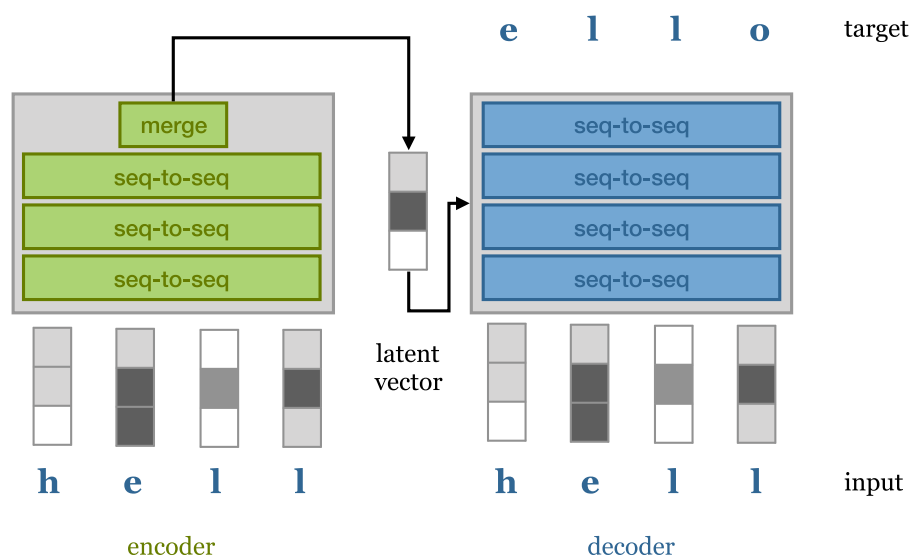 e l l o target
merge
seq-to-seq
seq-to-seq
seq-to-seq
seq-to-seq
seq-to-seq
seq-to-seq
seq-to-seq
latent
vector
h e l l
h e l l
input
encoder
decoder